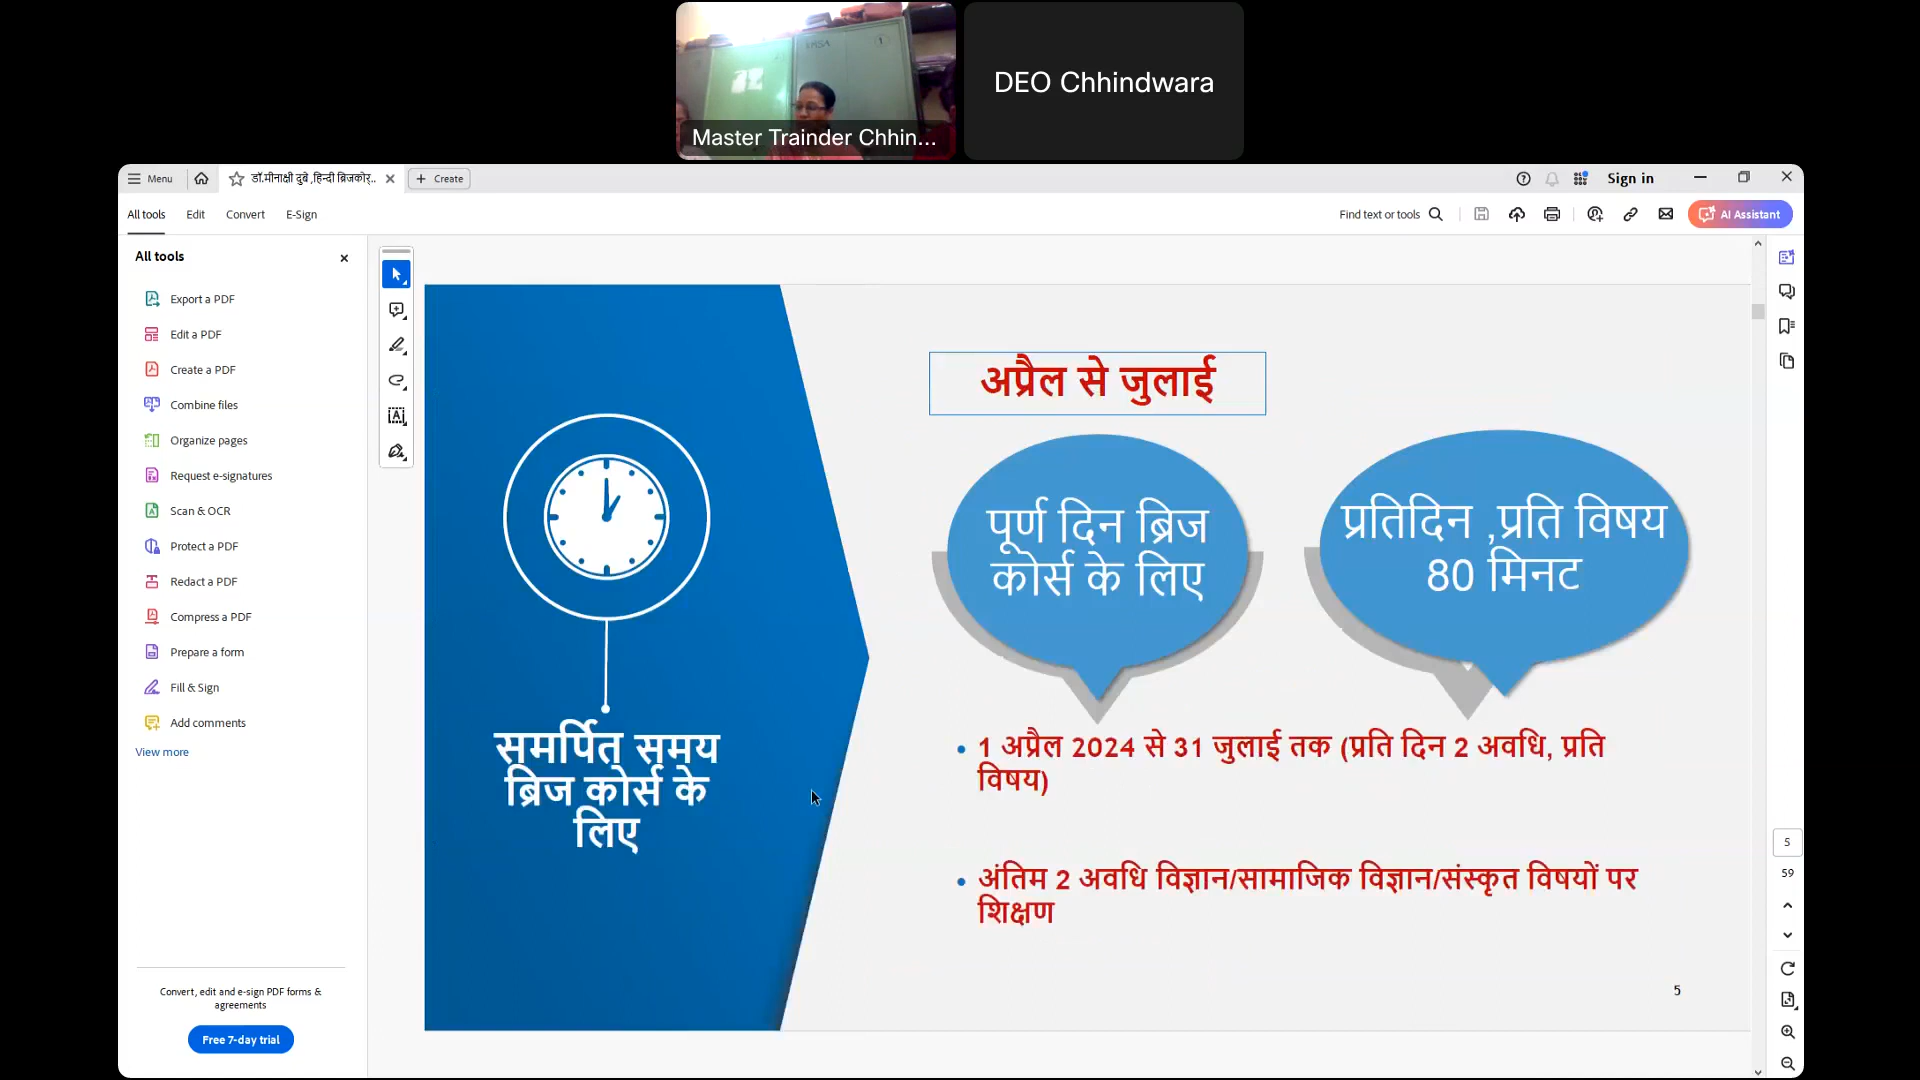 RMSA
1
Master Trainder Chhin...
DEO Chhindwara
Menu
डॉ.मीनाक्षी दुबे ,हिन्दी ब्रिजकोर्..
Create
Sign in
All tools
Edit
Convert
E-Sign
Find text or tools
AI Assistant
All tools
Export a PDF
Edit a PDF
Create a PDF
Combine files
Organize pages
Request e-signatures
Scan & OCR
Protect a PDF
Redact a PDF
Compress a PDF
Prepare a form
Fill & Sign
Add comments
View more
Convert, edit and e-sign PDF forms &
agreements
Free 7-day trial
समर्पित समय
ब्रिज कोर्स के
लिए
अप्रैल से जुलाई
पूर्ण दिन ब्रिज
कोर्स के लिए
प्रतिदिन ,प्रति विषय
80 मिनट
• 1 अप्रैल 2024 से 31 जुलाई तक (प्रति दिन 2 अवधि, प्रति
विषय)
• अंतिम 2 अवधि विज्ञान/सामाजिक विज्ञान/संस्कृत विषयों पर
शिक्षण
5
5
59